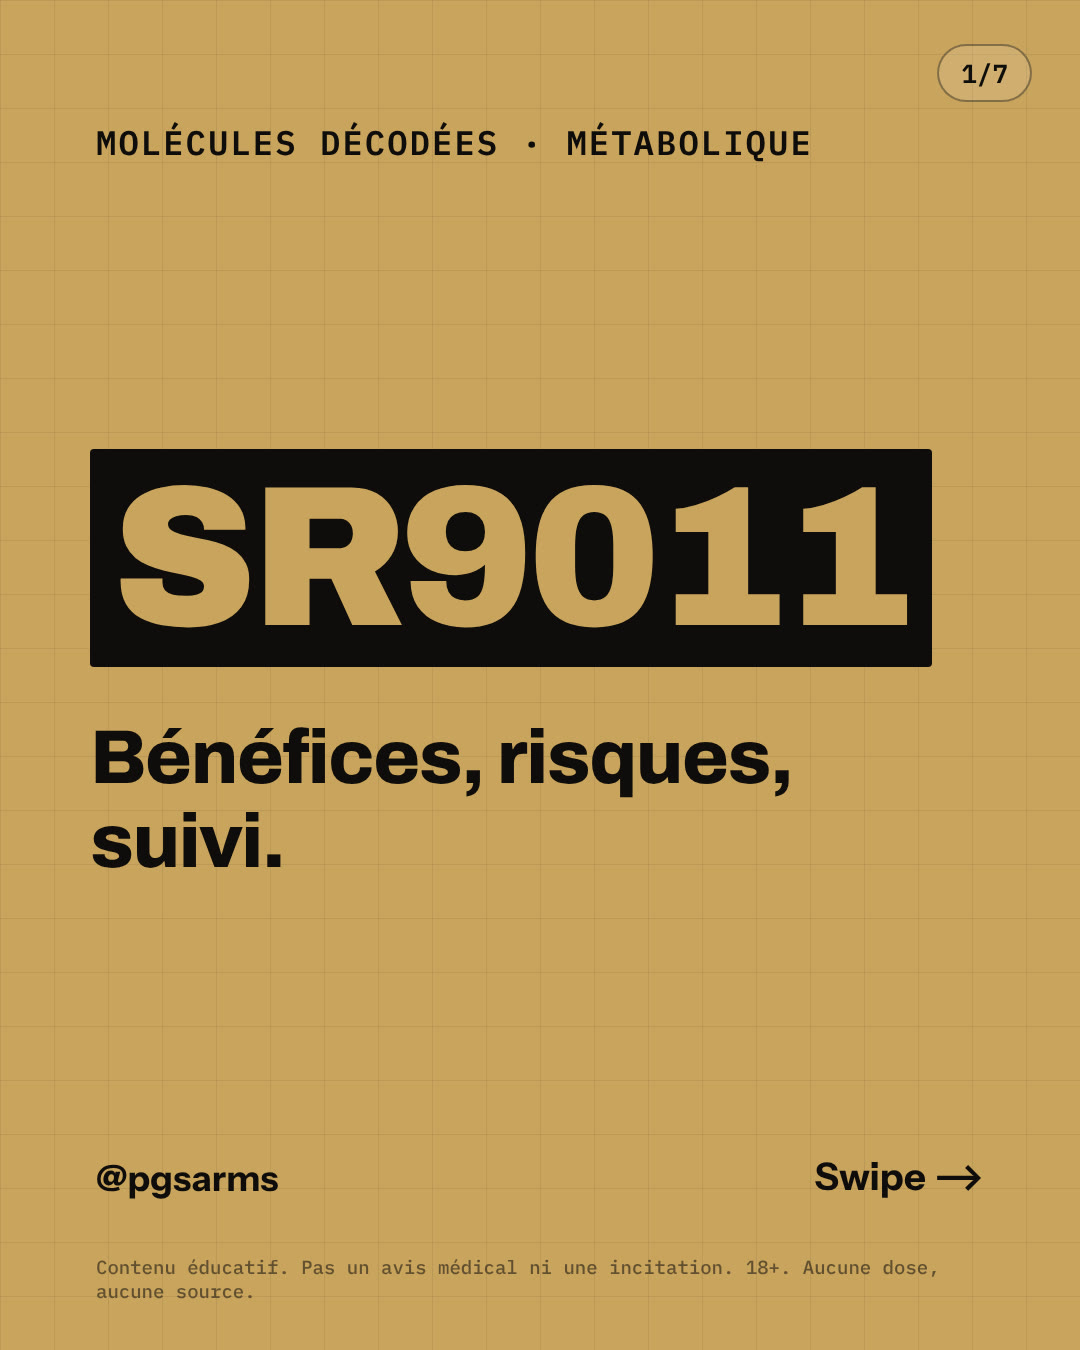 1/7
MOLÉCULES DÉCODÉES · MÉTABOLIQUE
SR9011
Bénéfices, risques,
suivi.
@pgsarms
Swipe →
Contenu éducatif. Pas un avis médical ni une incitation. 18+. Aucune dose,
aucune source.